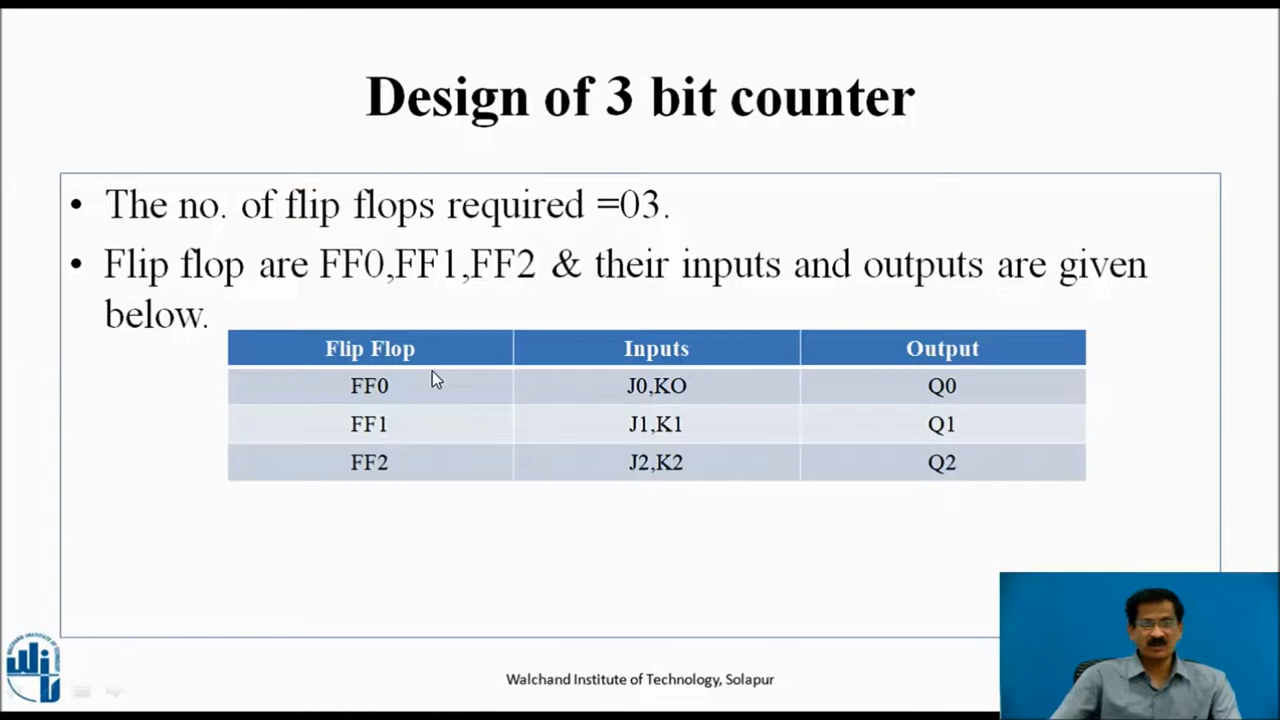 Design of 3 bit counter
• The no. of flip flops required =03.
• Flip flop are FF0,FF1,FF2 & their inputs and outputs are given
below.
Flip Flop Inputs Output
FF0 J0,KO Q0
FF1 J1,K1 Q1
FF2 J2,K2 Q2
Walchand Institute of Technology, Solapur